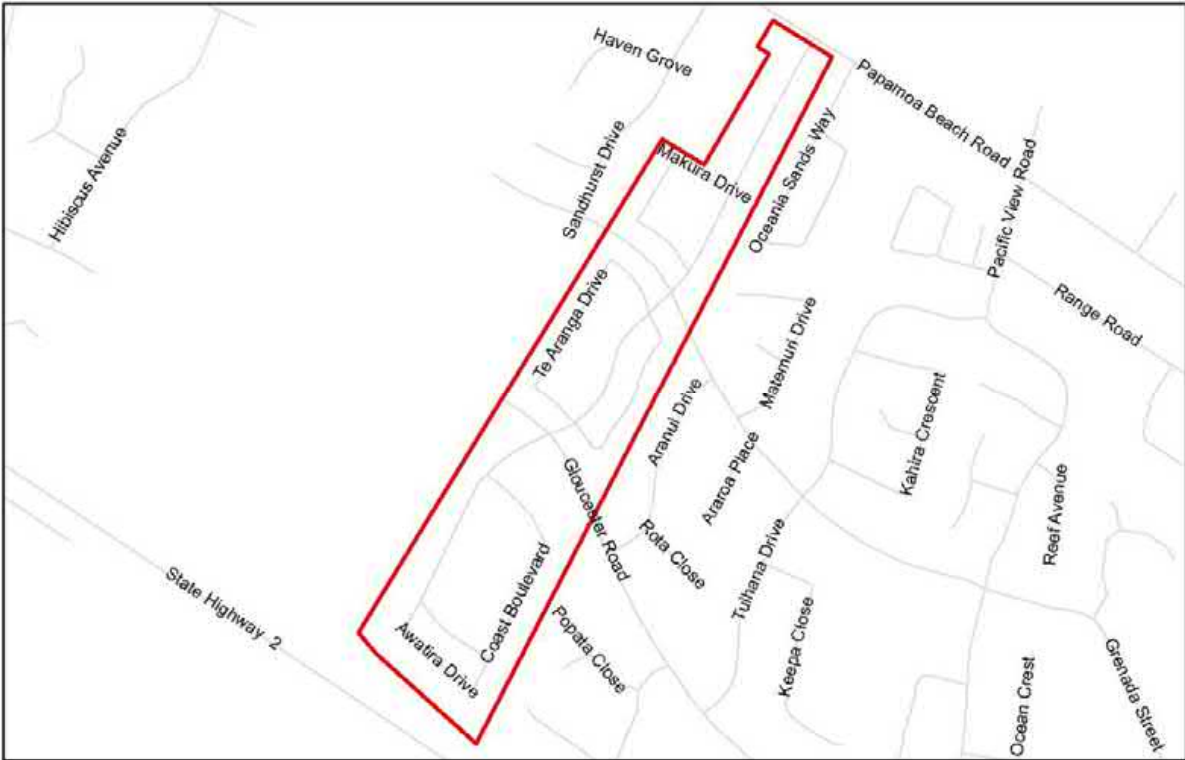 Haven Grove
Papamoa Beach Road
Hibiscus Avenue
Sandhurst Drive
Makura Drive
Oceania Sands Way
Pacific View Road
Range Road
Te Aranga Drive
Matemuri Drive
Aranui Drive
Kahira Crescent
Araroa Place
Gloucester Road
Reef Avenue
Rota Close
Tuihana Drive
State Highway 2
Coast Boulevard
Awatira Drive
Popata Close
Keepa Close
Ocean Crest
Grenada Street